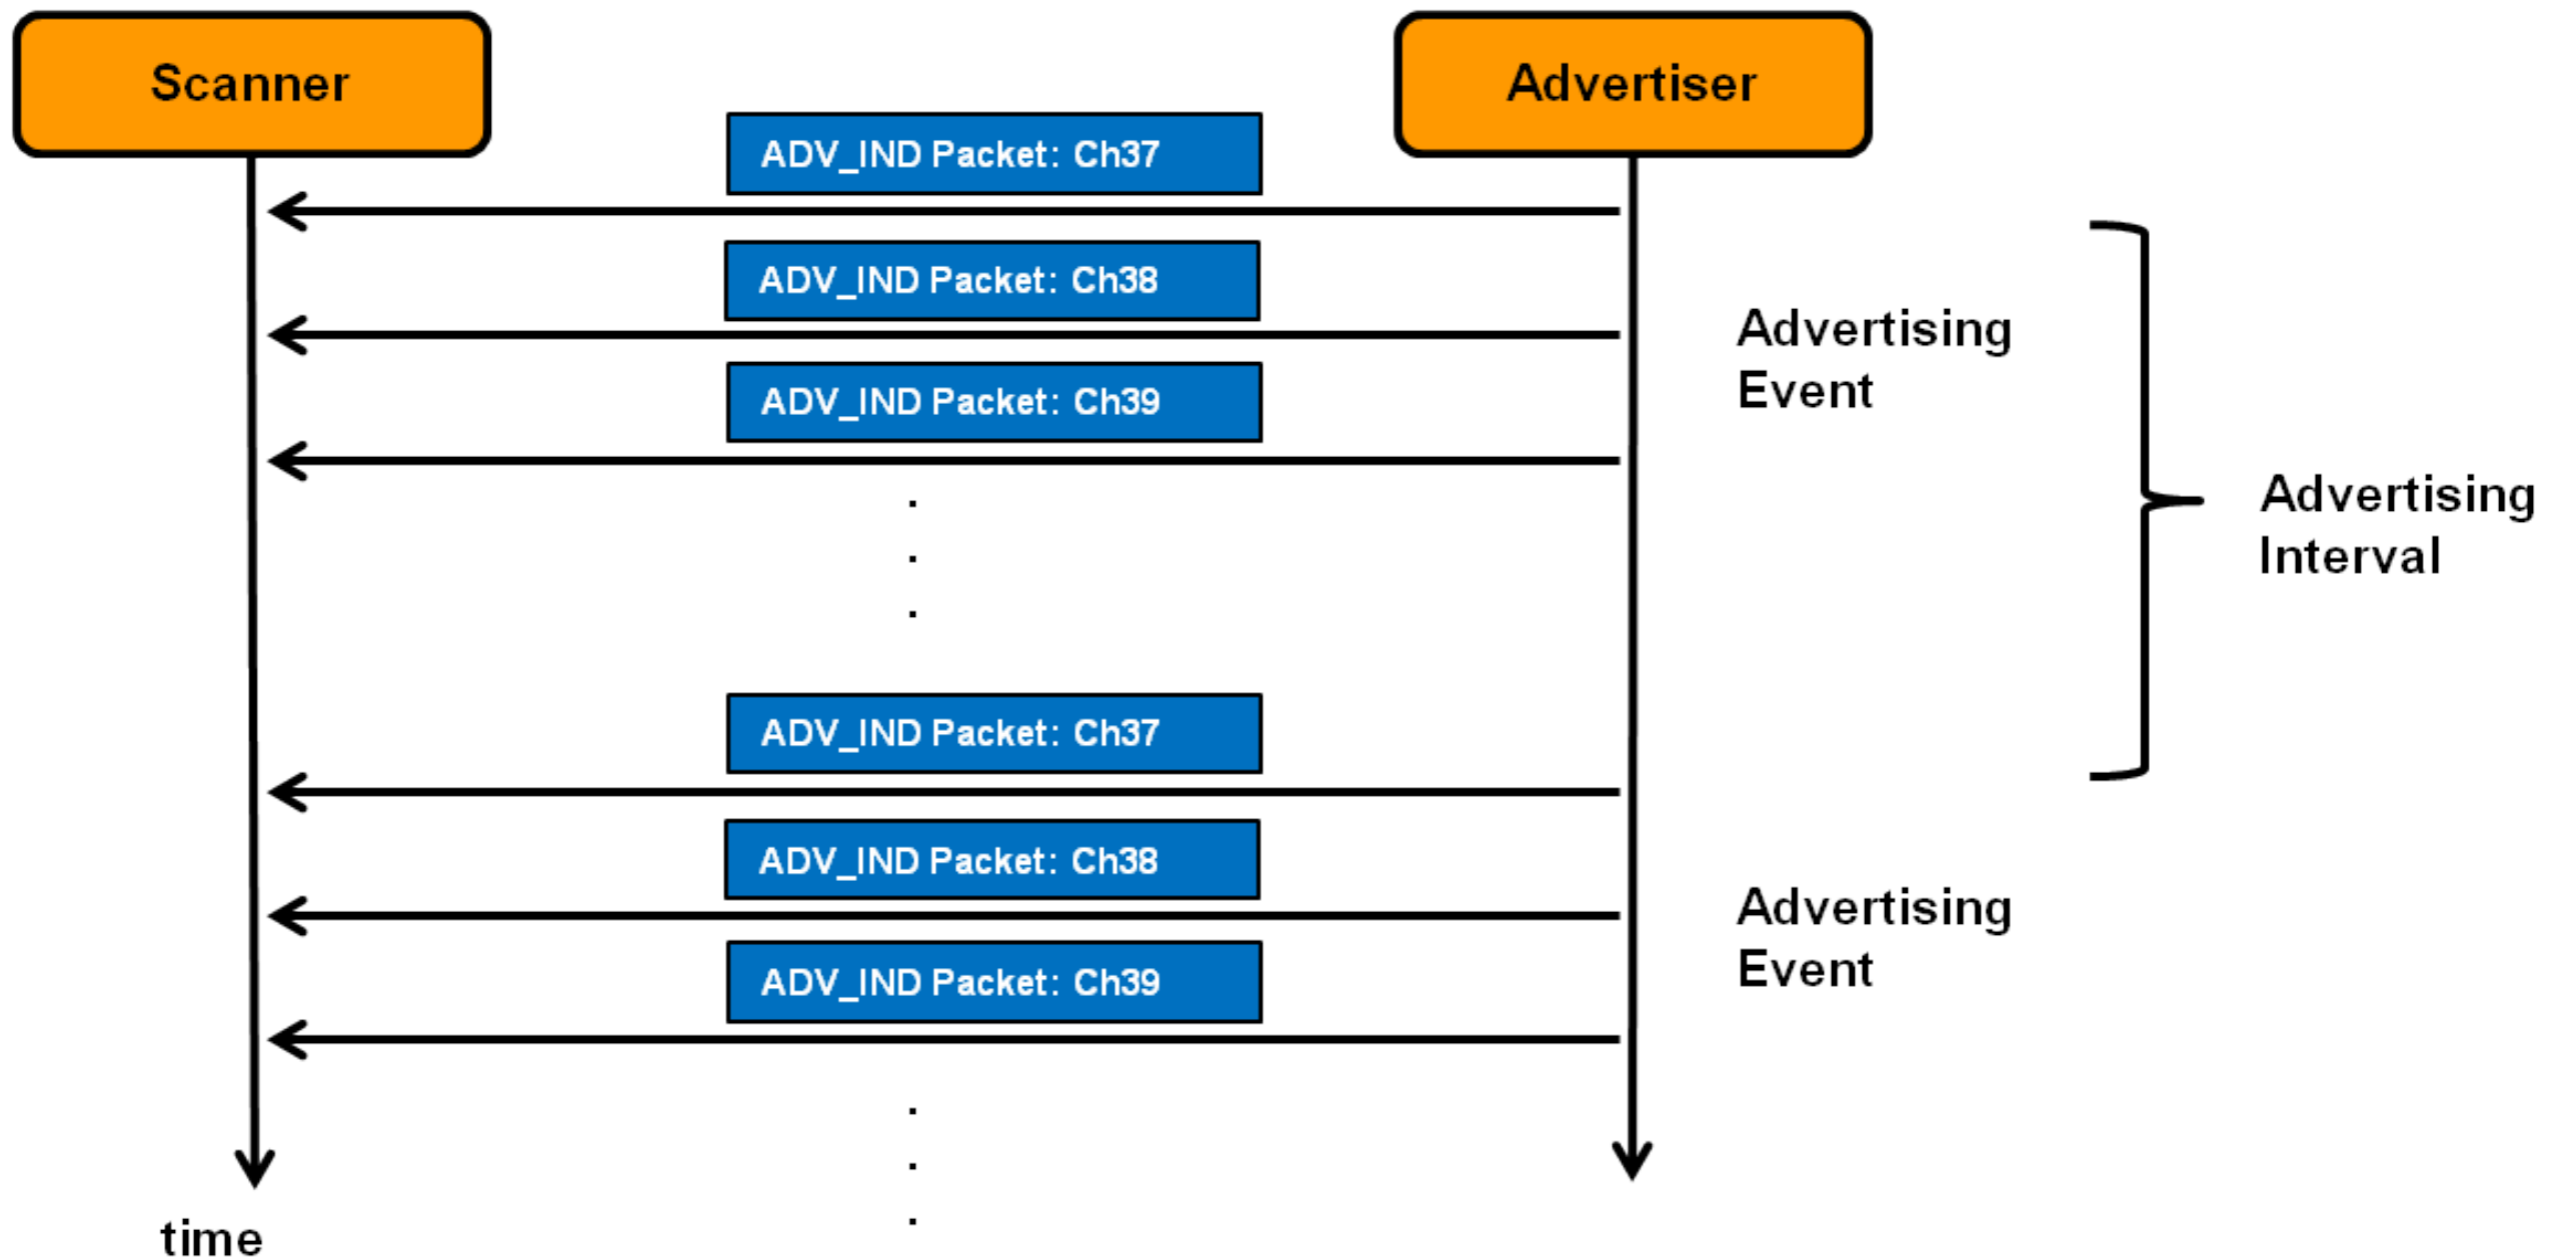 Scanner
Advertiser
ADV_IND Packet: Ch37
ADV_IND Packet: Ch38
Advertising
Event
ADV_IND Packet: Ch39
Advertising
Interval
.
.
.
ADV_IND Packet: Ch37
ADV_IND Packet: Ch38
Advertising
Event
ADV_IND Packet: Ch39
.
.
.
time